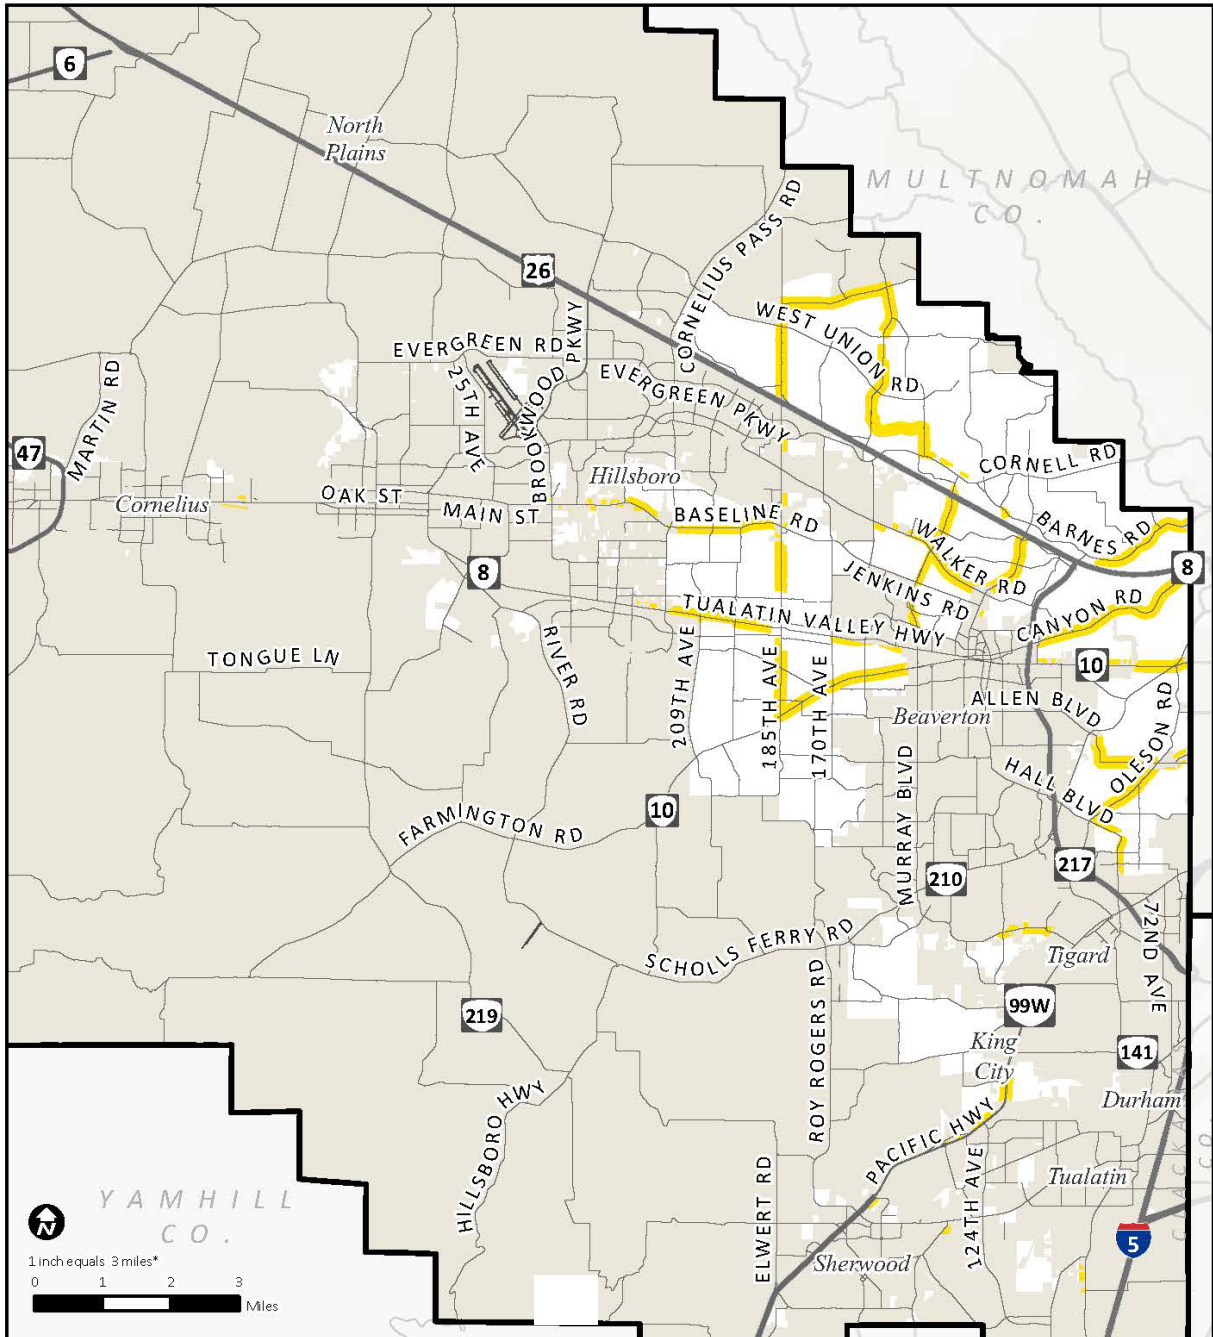 6
North
Plains
MULTNOMAH
CO.
CORNELIUS PASS RD
26
WEST UNION RD
EVERGREEN RD
BROOKWOOD PKWY
25TH AVE
EVERGREEN PKWY
MARTIN RD
47
CORNELL RD
Hillsboro
OAK ST
Cornelius
MAIN ST
BASELINE RD
WALKER RD
BARNES RD
8
JENKINS RD
8
TUALATIN VALLEY HWY
CANYON RD
TONGUE LN
RIVER RD
209TH AVE
185TH AVE
170TH AVE
10
ALLEN BLVD
Beaverton
OLESON RD
HALL BLVD
10
FARMINGTON RD
MURRAY BLVD
217
210
SCHOLLS FERRY RD
72ND AVE
Tigard
ROY ROGERS RD
219
99W
King
City
141
HILLSBORO HWY
Durham
CLACKAMAS CO.
PACIFIC HWY
124TH AVE
ELWERT RD
Tualatin
YAMHILL
CO.
5
Sherwood
N
1 inch equals 3 miles*
0 1 2 3
Miles